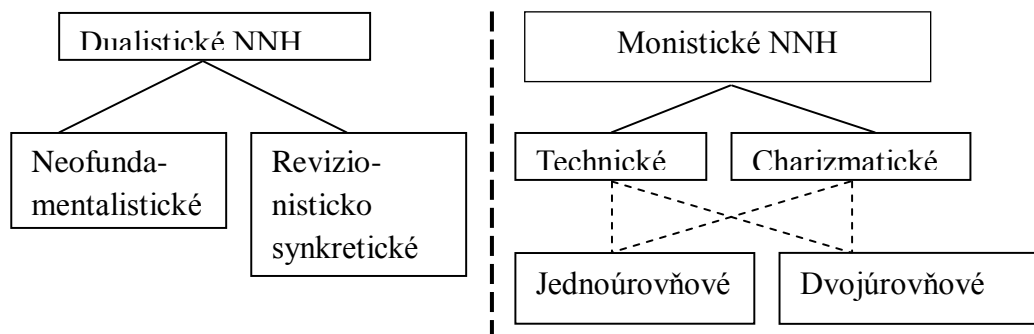 Dualistické NNH
Neofunda-
mentalistické
Revizio-
nisticko
synkretické
Monistické NNH
Technické
Charizmatické
Jednoúrovňové
Dvojúrovňové